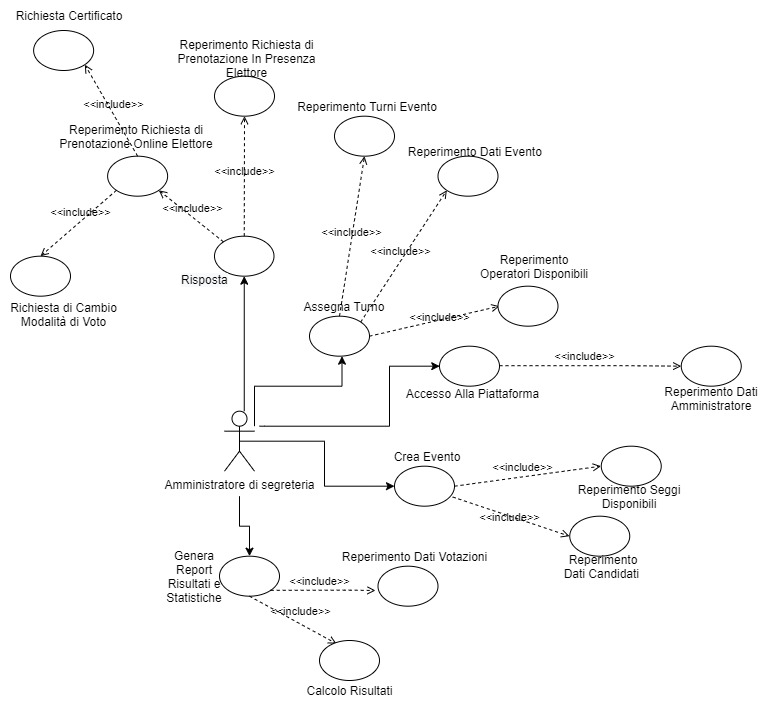 Richiesta Certificato
<<include>>
Reperimento Richiesta di
Prenotazione Online Elettore
Reperimento Richiesta di
Prenotazione In Presenza
Elettore
<<include>>
<<include>>
<<include>>
Richiesta di Cambio
Modalità di Voto
Risposta
Reperimento Turni Evento
Reperimento Dati Evento
<<include>>
<<include>>
Reperimento
Operatori Disponibili
Assegna Turno
<<include>>
Accesso Alla Piattaforma
<<include>>
Reperimento Dati
Amministratore
Amministratore di segreteria
Crea Evento
<<include>>
Reperimento Seggi
Disponibili
<<include>>
Reperimento
Dati Candidati
Genera
Report
Risultati e
Statistiche
Reperimento Dati Votazioni
<<include>>
<<include>>
Calcolo Risultati